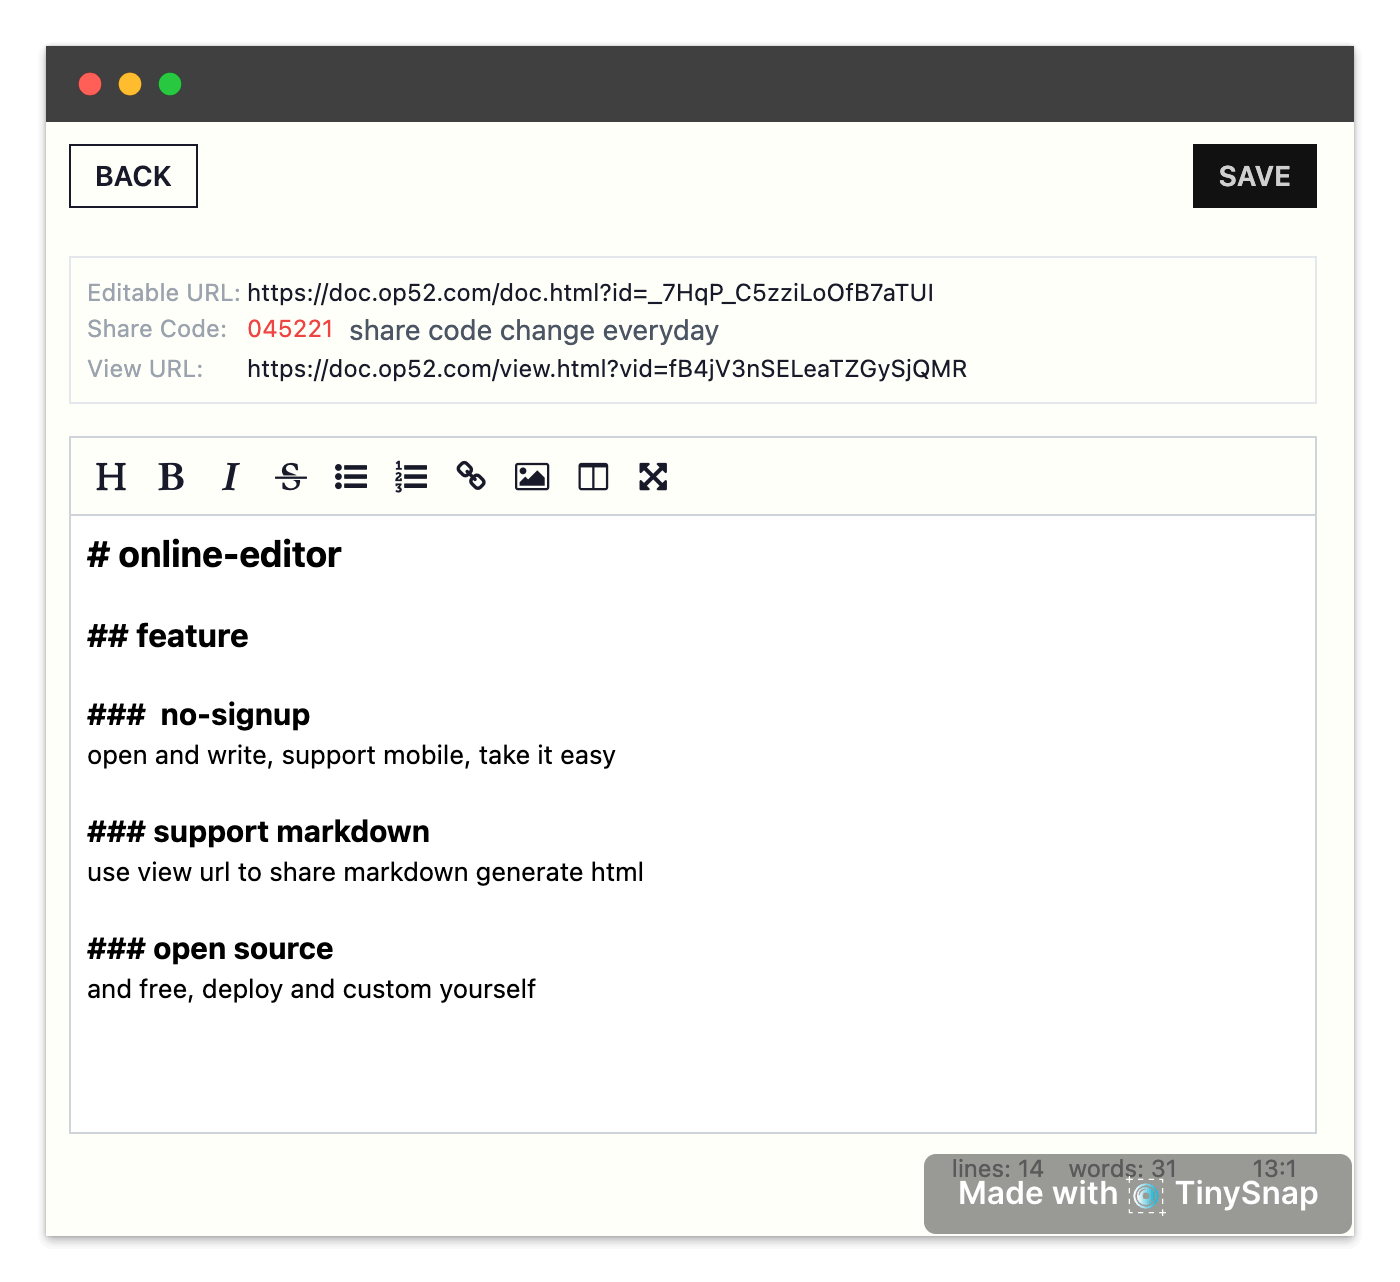 BACK
SAVE
Editable URL: https://doc.op52.com/doc.html?id=_7HqP_C5zziLoOfB7aTUI
Share Code: 045221 share code change everyday
View URL: https://doc.op52.com/view.html?vid=fB4jV3nSELeaTZGySjQMR
H B I S
# online-editor
## feature
###  no-signup
open and write, support mobile, take it easy
### support markdown
use view url to share markdown generate html
### open source
and free, deploy and custom yourself
lines: 14 words: 31 13:1
Made with TinySnap